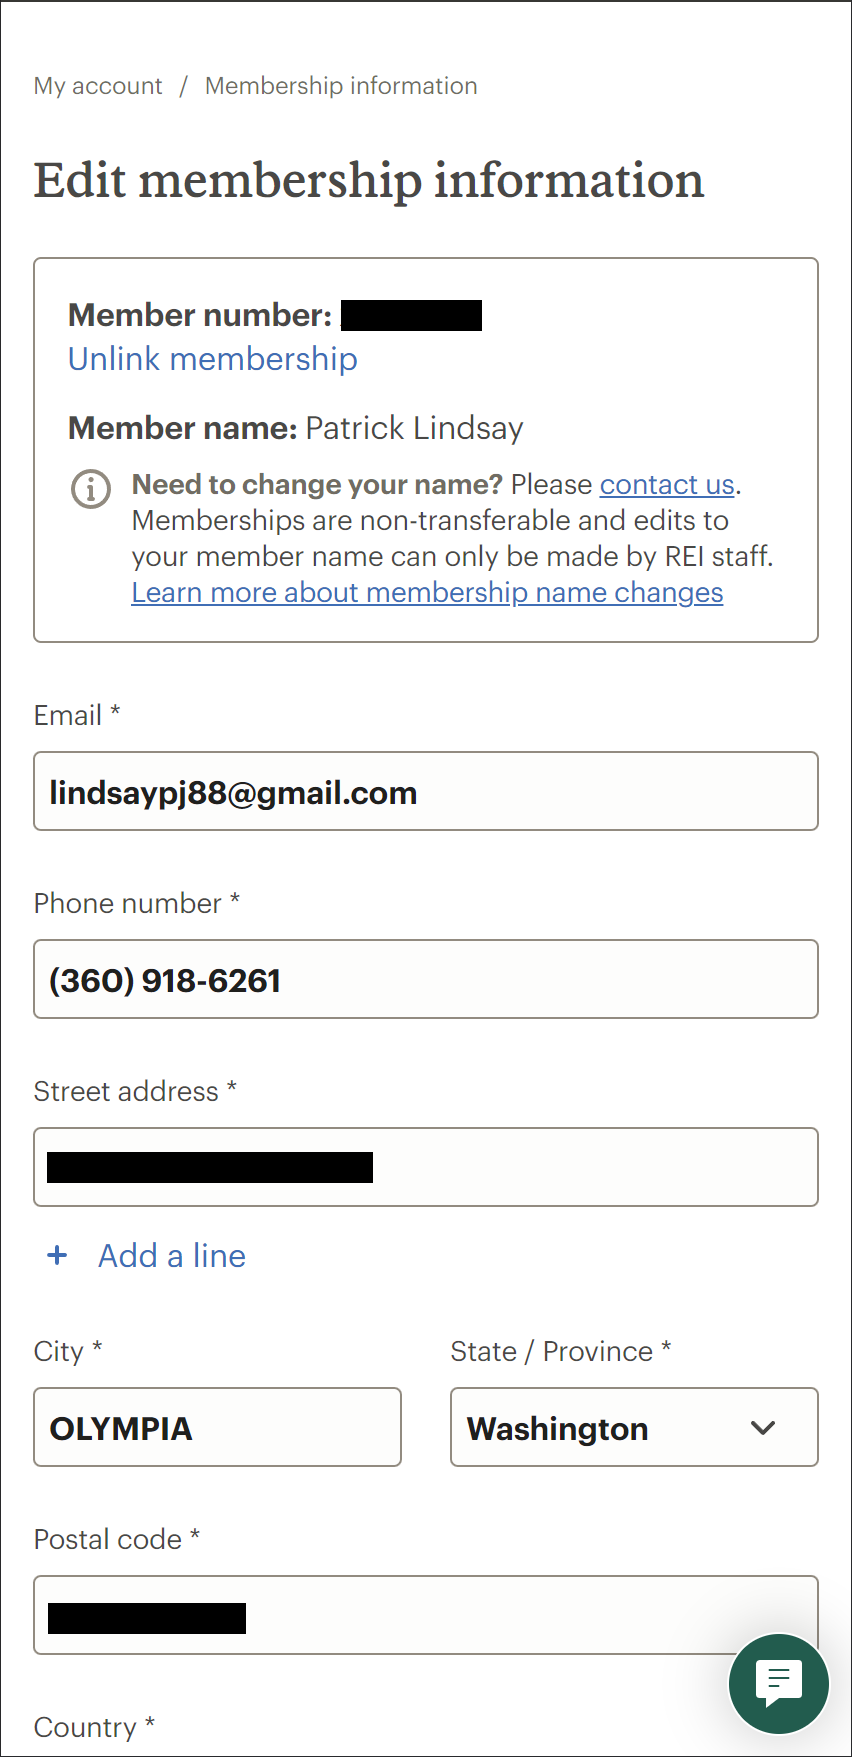 My account / Membership information
Edit membership information
Member number:
Unlink membership
Member name: Patrick Lindsay
Need to change your name? Please contact us.
Memberships are non-transferable and edits to
your member name can only be made by REI staff.
Learn more about membership name changes
Email *
lindsaypj88@gmail.com
Phone number *
(360) 918-6261
Street address *
+ Add a line
City * State / Province *
OLYMPIA Washington
Postal code *
Country *